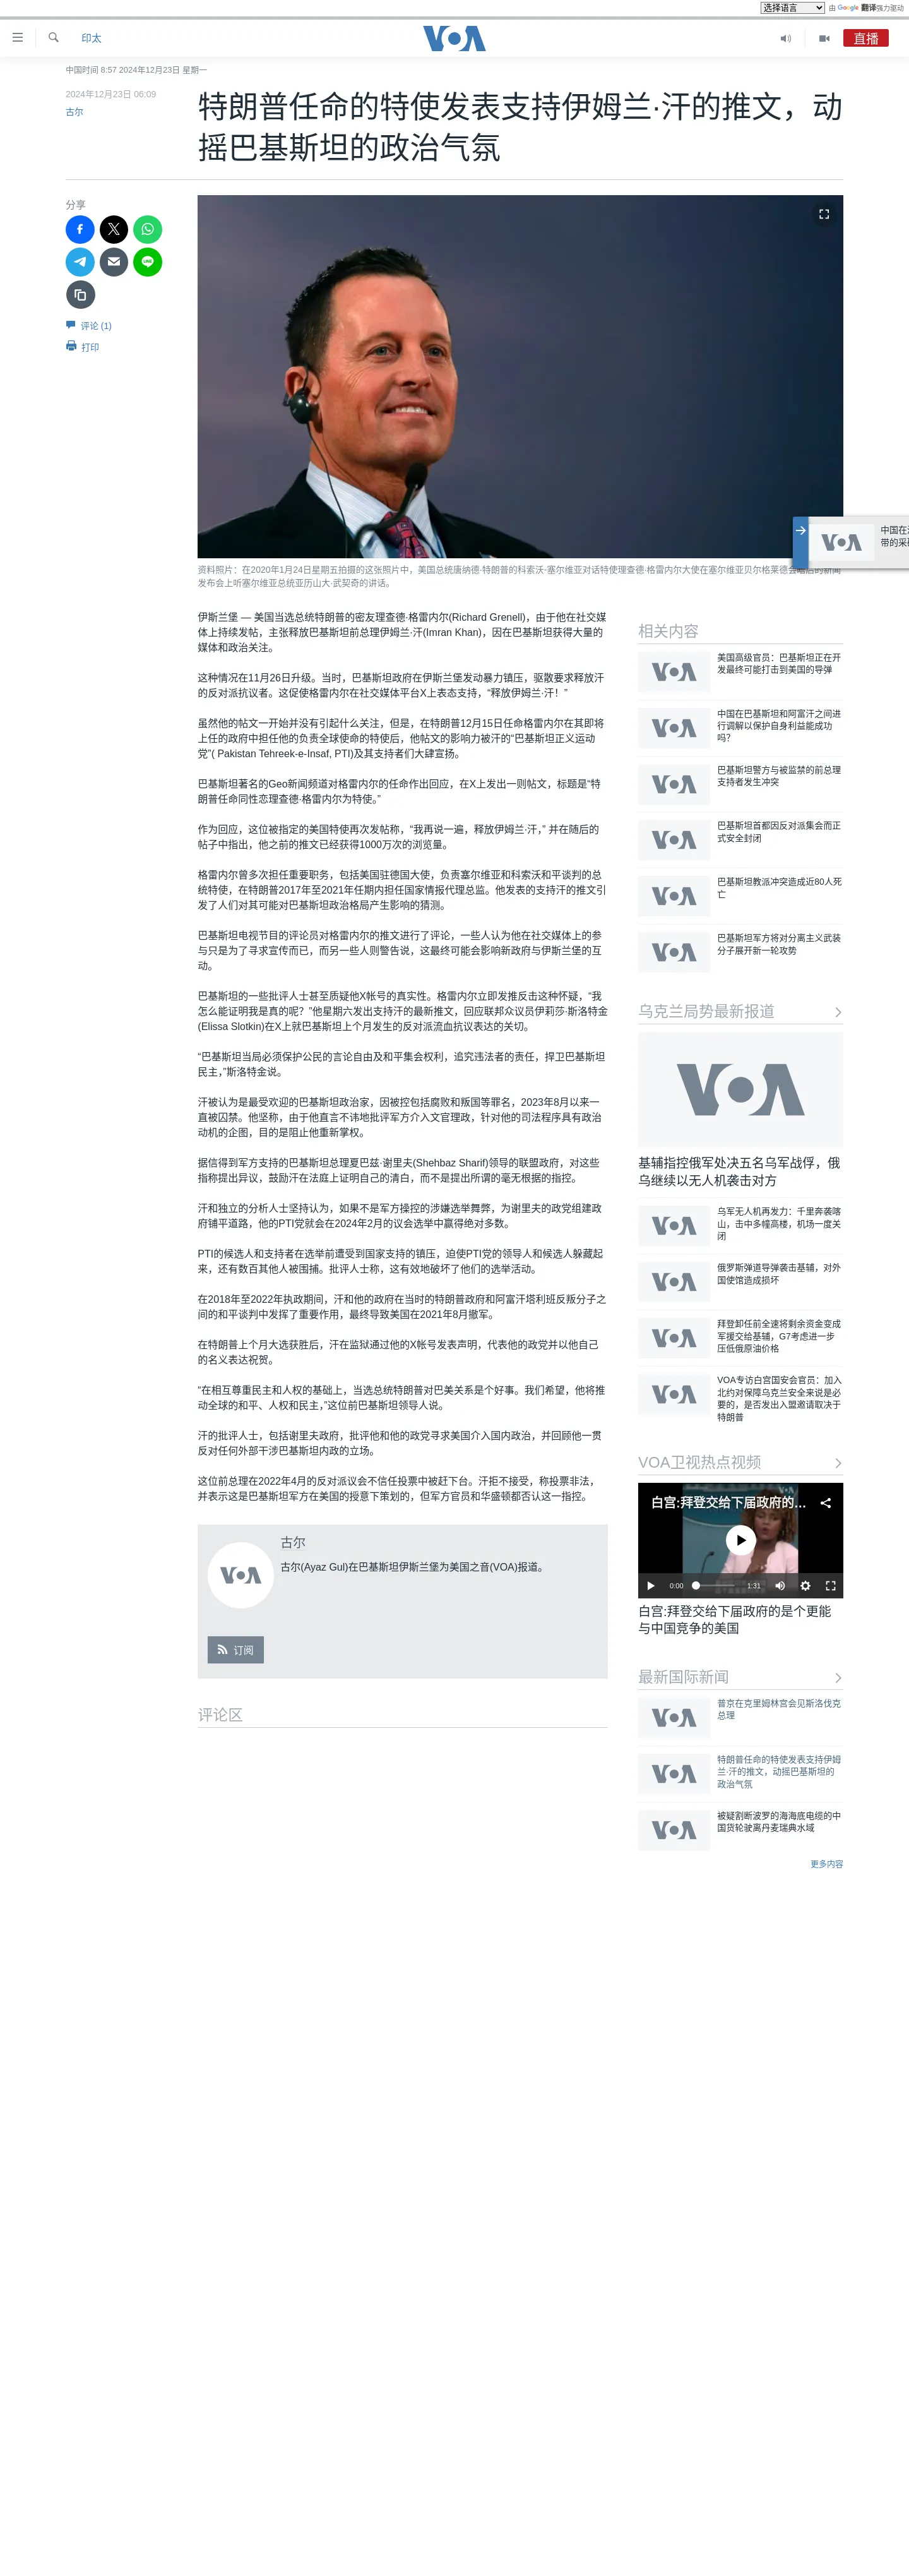 选择语言 由 Google 翻译强力驱动
印太
VOA
直播
中国时间 8:57 2024年12月23日 星期一
2024年12月23日 06:09
古尔
特朗普任命的特使发表支持伊姆兰·汗的推文，动
摇巴基斯坦的政治气氛
分享
评论 (1)
打印
资料照片：在2020年1月24日星期五拍摄的这张照片中，美国总统唐纳德·特朗普的科索沃-塞尔维亚对话特使理查德·格雷内尔大使在塞尔维亚贝尔格莱德会晤后的新闻
发布会上听塞尔维亚总统亚历山大·武契奇的讲话。
VOA
中国在
带的采
伊斯兰堡 — 美国当选总统特朗普的密友理查德·格雷内尔(Richard Grenell)，由于他在社交媒
体上持续发帖，主张释放巴基斯坦前总理伊姆兰·汗(Imran Khan)，因在巴基斯坦获得大量的
媒体和政治关注。
这种情况在11月26日升级。当时，巴基斯坦政府在伊斯兰堡发动暴力镇压，驱散要求释放汗
的反对派抗议者。这促使格雷内尔在社交媒体平台X上表态支持，“释放伊姆兰·汗！”
虽然他的帖文一开始并没有引起什么关注，但是，在特朗普12月15日任命格雷内尔在其即将
上任的政府中担任他的负责全球使命的特使后，他帖文的影响力被汗的“巴基斯坦正义运动
党”( Pakistan Tehreek-e-Insaf, PTI)及其支持者们大肆宣扬。
巴基斯坦著名的Geo新闻频道对格雷内尔的任命作出回应，在X上发出一则帖文，标题是“特
朗普任命同性恋理查德·格雷内尔为特使。”
作为回应，这位被指定的美国特使再次发帖称，“我再说一遍，释放伊姆兰·汗，” 并在随后的
帖子中指出，他之前的推文已经获得1000万次的浏览量。
格雷内尔曾多次担任重要职务，包括美国驻德国大使，负责塞尔维亚和科索沃和平谈判的总
统特使，在特朗普2017年至2021年任期内担任国家情报代理总监。他发表的支持汗的推文引
发了人们对其可能对巴基斯坦政治格局产生影响的猜测。
巴基斯坦电视节目的评论员对格雷内尔的推文进行了评论，一些人认为他在社交媒体上的参
与只是为了寻求宣传而已，而另一些人则警告说，这最终可能会影响新政府与伊斯兰堡的互
动。
巴基斯坦的一些批评人士甚至质疑他X帐号的真实性。格雷内尔立即发推反击这种怀疑，“我
怎么能证明我是真的呢？”他星期六发出支持汗的最新推文，回应联邦众议员伊莉莎·斯洛特金
(Elissa Slotkin)在X上就巴基斯坦上个月发生的反对派流血抗议表达的关切。
“巴基斯坦当局必须保护公民的言论自由及和平集会权利，追究违法者的责任，捍卫巴基斯坦
民主，”斯洛特金说。
汗被认为是最受欢迎的巴基斯坦政治家，因被控包括腐败和叛国等罪名，2023年8月以来一
直被囚禁。他坚称，由于他直言不讳地批评军方介入文官理政，针对他的司法程序具有政治
动机的企图，目的是阻止他重新掌权。
据信得到军方支持的巴基斯坦总理夏巴兹·谢里夫(Shehbaz Sharif)领导的联盟政府，对这些
指称提出异议，鼓励汗在法庭上证明自己的清白，而不是提出所谓的毫无根据的指控。
汗和独立的分析人士坚持认为，如果不是军方操控的涉嫌选举舞弊，为谢里夫的政党组建政
府铺平道路，他的PTI党就会在2024年2月的议会选举中赢得绝对多数。
PTI的候选人和支持者在选举前遭受到国家支持的镇压，迫使PTI党的领导人和候选人躲藏起
来，还有数百其他人被囤捕。批评人士称，这有效地破坏了他们的选举活动。
在2018年至2022年执政期间，汗和他的政府在当时的特朗普政府和阿富汗塔利班反叛分子之
间的和平谈判中发挥了重要作用，最终导致美国在2021年8月撤军。
在特朗普上个月大选获胜后，汗在监狱通过他的X帐号发表声明，代表他的政党并以他自己
的名义表达祝贺。
“在相互尊重民主和人权的基础上，当选总统特朗普对巴美关系是个好事。我们希望，他将推
动全球的和平、人权和民主，”这位前巴基斯坦领导人说。
汗的批评人士，包括谢里夫政府，批评他和他的政党寻求美国介入国内政治，并回顾他一贯
反对任何外部干涉巴基斯坦内政的立场。
这位前总理在2022年4月的反对派议会不信任投票中被赶下台。汗拒不接受，称投票非法，
并表示这是巴基斯坦军方在美国的授意下策划的，但军方官员和华盛顿都否认这一指控。
VOA
古尔
古尔(Ayaz Gul)在巴基斯坦伊斯兰堡为美国之音(VOA)报道。
订阅
评论区
相关内容
VOA
美国高级官员：巴基斯坦正在开
发最终可能打击到美国的导弹
VOA
中国在巴基斯坦和阿富汗之间进
行调解以保护自身利益能成功
吗？
VOA
巴基斯坦警方与被监禁的前总理
支持者发生冲突
VOA
巴基斯坦首都因反对派集会而正
式安全封闭
VOA
巴基斯坦教派冲突造成近80人死
亡
VOA
巴基斯坦军方将对分离主义武装
分子展开新一轮攻势
乌克兰局势最新报道
VOA
基辅指控俄军处决五名乌军战俘，俄
乌继续以无人机袭击对方
VOA
乌军无人机再发力：千里奔袭喀
山，击中多幢高楼，机场一度关
闭
VOA
俄罗斯弹道导弹袭击基辅，对外
国使馆造成损坏
VOA
拜登卸任前全速将剩余资金变成
军援交给基辅，G7考虑进一步
压低俄原油价格
VOA
VOA专访白宫国安会官员：加入
北约对保障乌克兰安全来说是必
要的，是否发出入盟邀请取决于
特朗普
VOA卫视热点视频
白宫:拜登交给下届政府的...
0:00 1:31
白宫:拜登交给下届政府的是个更能
与中国竞争的美国
最新国际新闻
VOA
普京在克里姆林宫会见斯洛伐克
总理
VOA
特朗普任命的特使发表支持伊姆
兰·汗的推文，动摇巴基斯坦的
政治气氛
VOA
被疑割断波罗的海海底电缆的中
国货轮驶离丹麦瑞典水域
更多内容